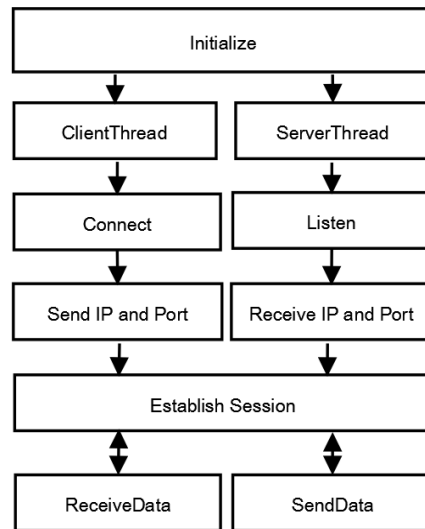 Initialize
ClientThread
ServerThread
Connect
Listen
Send IP and Port
Receive IP and Port
Establish Session
ReceiveData
SendData